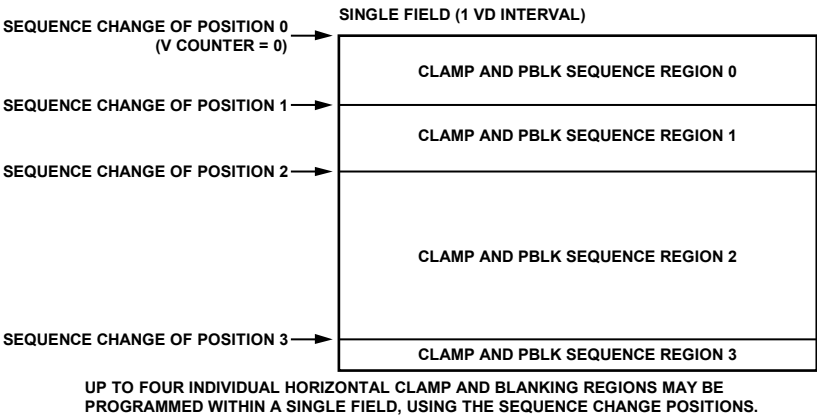 SINGLE FIELD (1 VD INTERVAL)
SEQUENCE CHANGE OF POSITION 0
(V COUNTER = 0)
CLAMP AND PBLK SEQUENCE REGION 0
SEQUENCE CHANGE OF POSITION 1
CLAMP AND PBLK SEQUENCE REGION 1
SEQUENCE CHANGE OF POSITION 2
CLAMP AND PBLK SEQUENCE REGION 2
SEQUENCE CHANGE OF POSITION 3
CLAMP AND PBLK SEQUENCE REGION 3
UP TO FOUR INDIVIDUAL HORIZONTAL CLAMP AND BLANKING REGIONS MAY BE
PROGRAMMED WITHIN A SINGLE FIELD, USING THE SEQUENCE CHANGE POSITIONS.